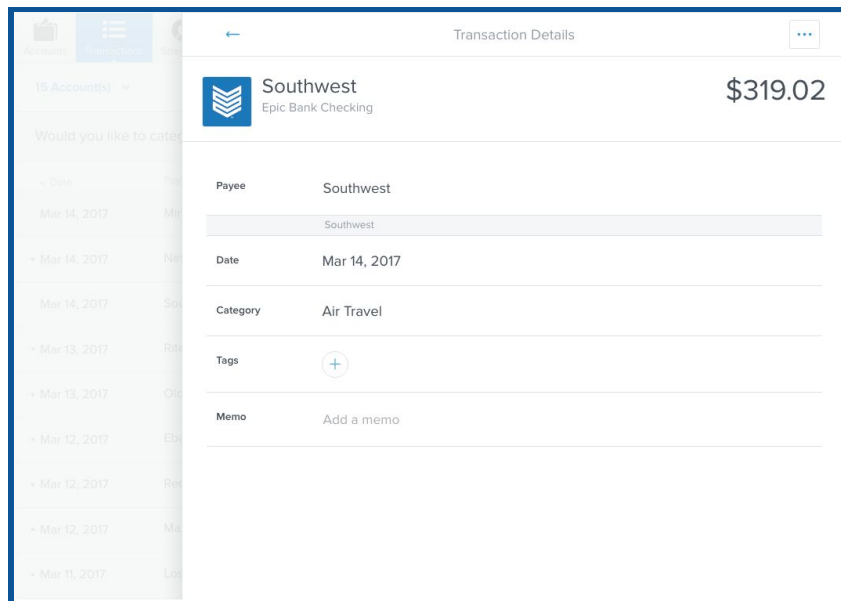 ← Transaction Details ...
Southwest
Epic Bank Checking
$319.02
Payee Southwest
Southwest
Date Mar 14, 2017
Category Air Travel
Tags +
Memo Add a memo
Accounts Transactions
15 Account(s)
Would you like to
Date
Mar 14, 2017
Mar 14, 2017
Mar 14, 2017
Mar 13, 2017
Mar 13, 2017
Mar 12, 2017
Mar 12, 2017
Mar 12, 2017
Mar 11, 2017